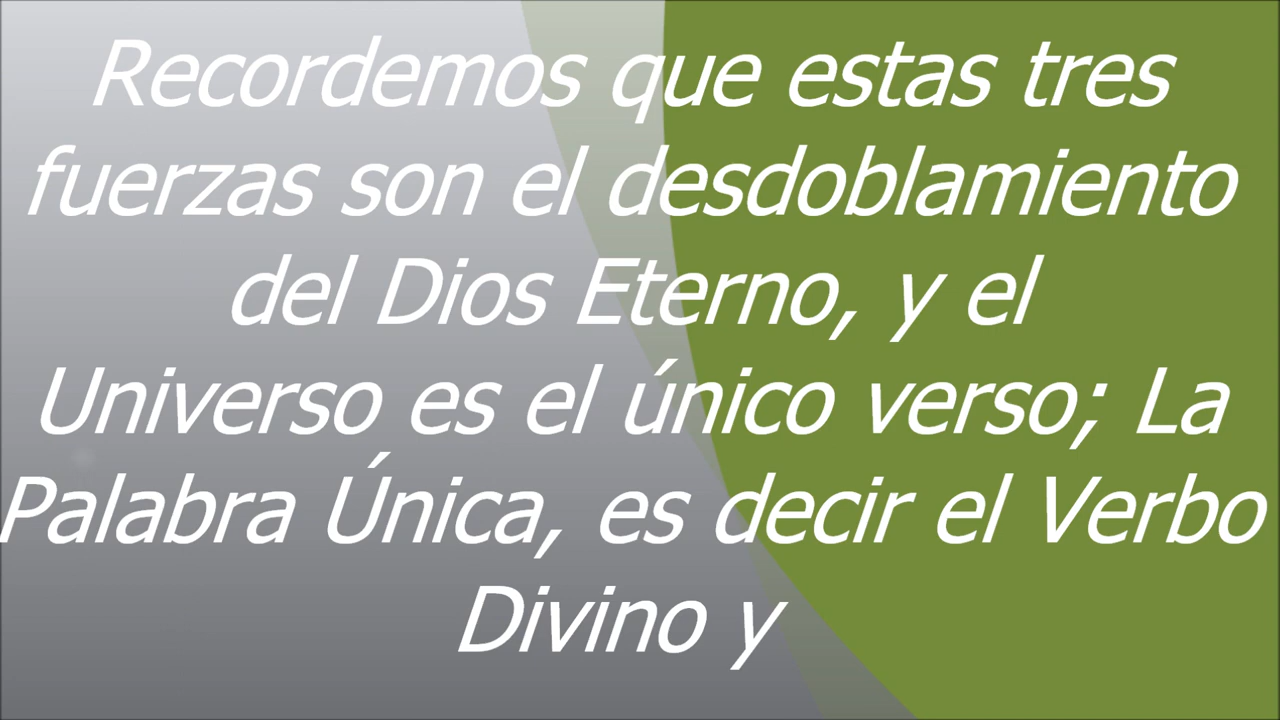 Recordemos que estas tres
fuerzas son el desdoblamiento
del Dios Eterno, y el
Universo es el único verso; La
Palabra Única, es decir el Verbo
Divino y